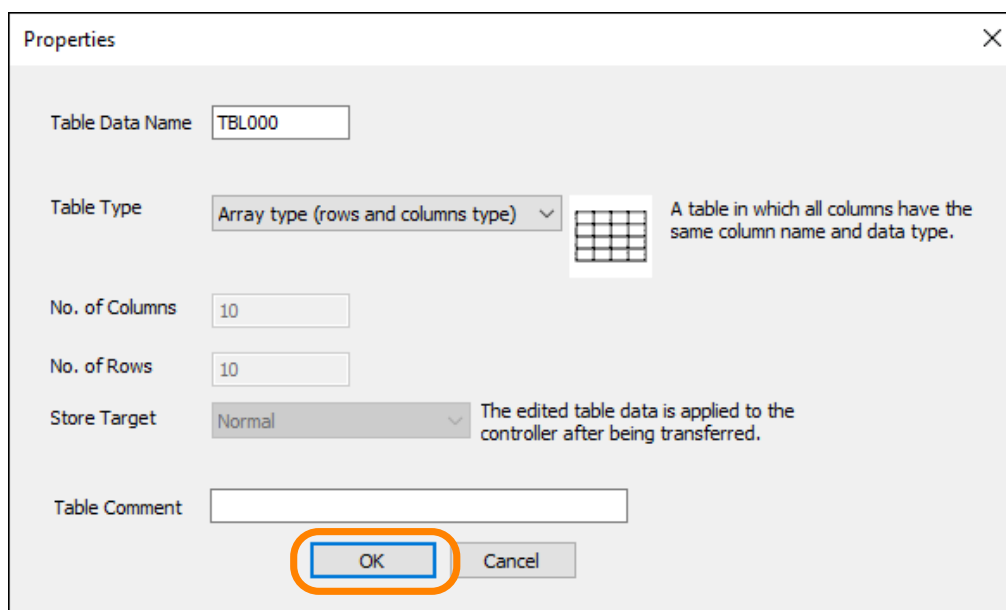 Properties
Table Data Name TBL000
Table Type Array type (rows and columns type) A table in which all columns have the
same column name and data type.
No. of Columns 10
No. of Rows 10
Store Target Normal The edited table data is applied to the
controller after being transferred.
Table Comment
OK Cancel